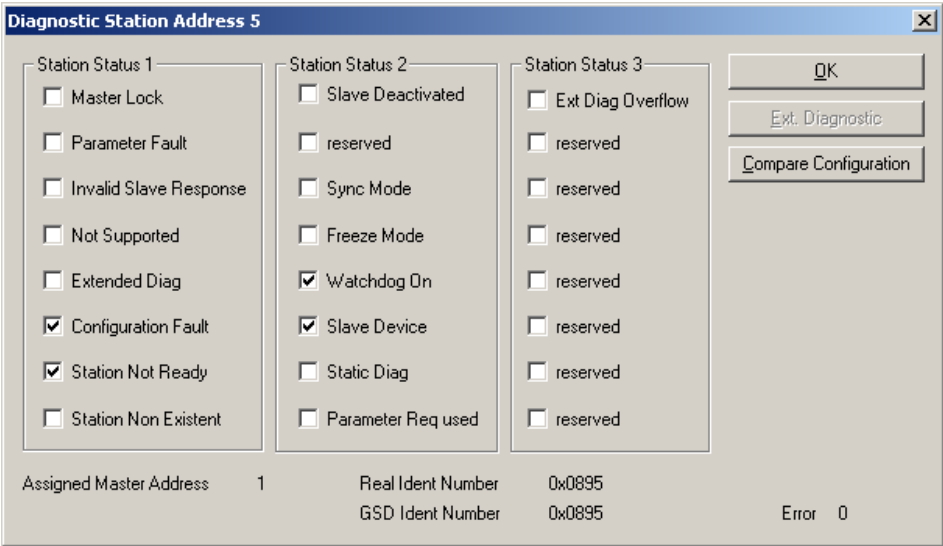 Diagnostic Station Address 5
Station Status 1
Master Lock
Parameter Fault
Invalid Slave Response
Not Supported
Extended Diag
Configuration Fault
Station Not Ready
Station Non Existent
Station Status 2
Slave Deactivated
reserved
Sync Mode
Freeze Mode
Watchdog On
Slave Device
Static Diag
Parameter Req used
Station Status 3
Ext Diag Overflow
reserved
reserved
reserved
reserved
reserved
reserved
reserved
OK
Ext. Diagnostic
Compare Configuration
Assigned Master Address 1
Real Ident Number 0x0895
GSD Ident Number 0x0895
Error 0